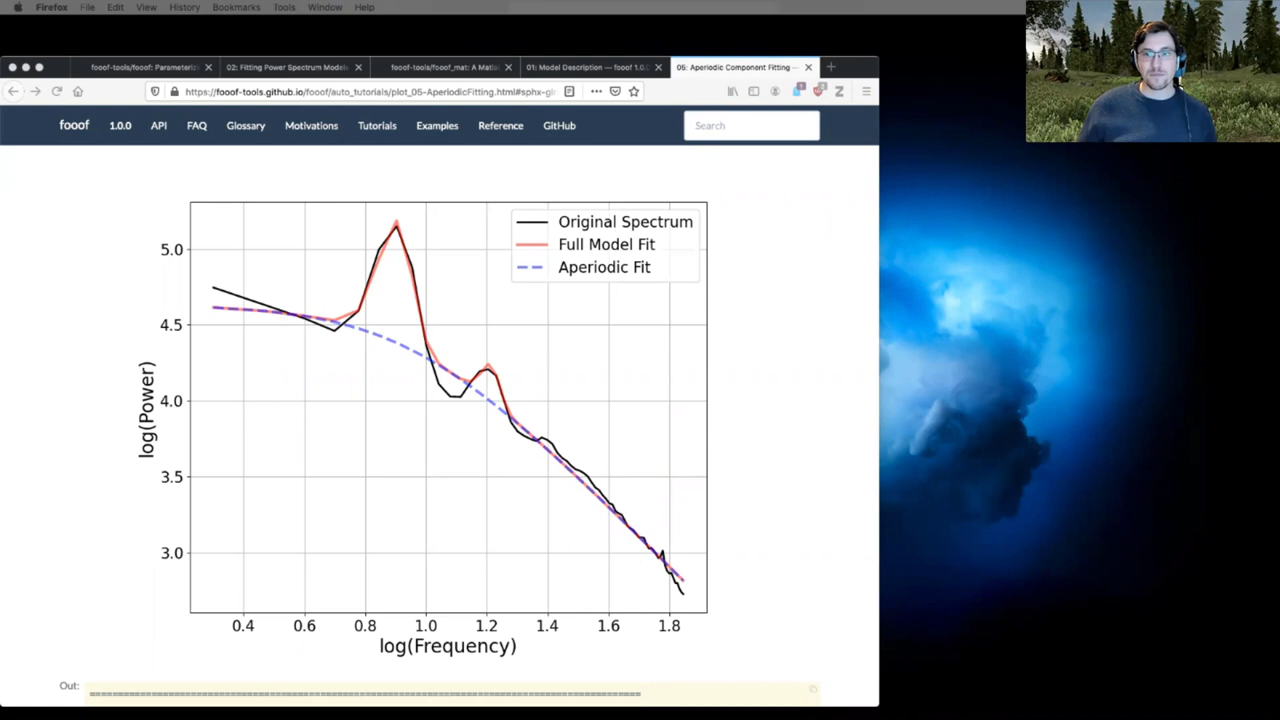 Firefox File Edit View History Bookmarks Tools Window Help
fooof-tools/fooof: Parameteriz 02: Fitting Power Spectrum Models fooof-tools/fooof_mat: A Matla 01: Model Description — fooof 1.0.0 05: Aperiodic Component Fitting —
https://fooof-tools.github.io/fooof/auto_tutorials/plot_05-AperiodicFitting.html#sphx-gl
fooof 1.0.0 API FAQ Glossary Motivations Tutorials Examples Reference GitHub Search
Original Spectrum
Full Model Fit
Aperiodic Fit
5.0
4.5
4.0
3.5
3.0
log(Power)
0.4 0.6 0.8 1.0 1.2 1.4 1.6 1.8
log(Frequency)
Out: